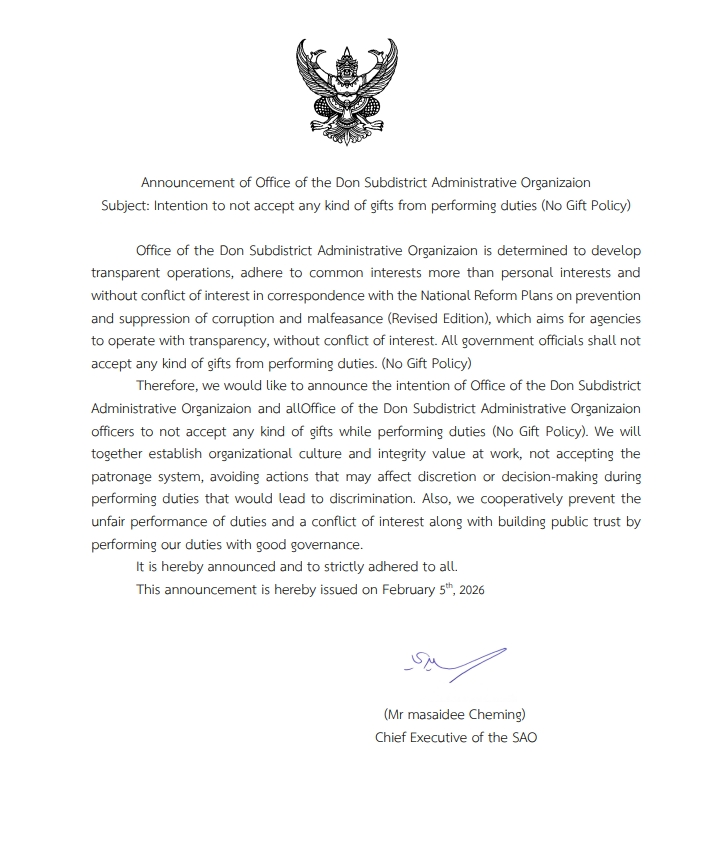 Announcement of Office of the Don Subdistrict Administrative Organizaion
Subject: Intention to not accept any kind of gifts from performing duties (No Gift Policy)
Office of the Don Subdistrict Administrative Organizaion is determined to develop
transparent operations, adhere to common interests more than personal interests and
without conflict of interest in correspondence with the National Reform Plans on prevention
and suppression of corruption and malfeasance (Revised Edition), which aims for agencies
to operate with transparency, without conflict of interest. All government officials shall not
accept any kind of gifts from performing duties. (No Gift Policy)
Therefore, we would like to announce the intention of Office of the Don Subdistrict
Administrative Organizaion and allOffice of the Don Subdistrict Administrative Organizaion
officers to not accept any kind of gifts while performing duties (No Gift Policy). We will
together establish organizational culture and integrity value at work, not accepting the
patronage system, avoiding actions that may affect discretion or decision-making during
performing duties that would lead to discrimination. Also, we cooperatively prevent the
unfair performance of duties and a conflict of interest along with building public trust by
performing our duties with good governance.
It is hereby announced and to strictly adhered to all.
This announcement is hereby issued on February 5th, 2026
(Mr masaidee Cheming)
Chief Executive of the SAO